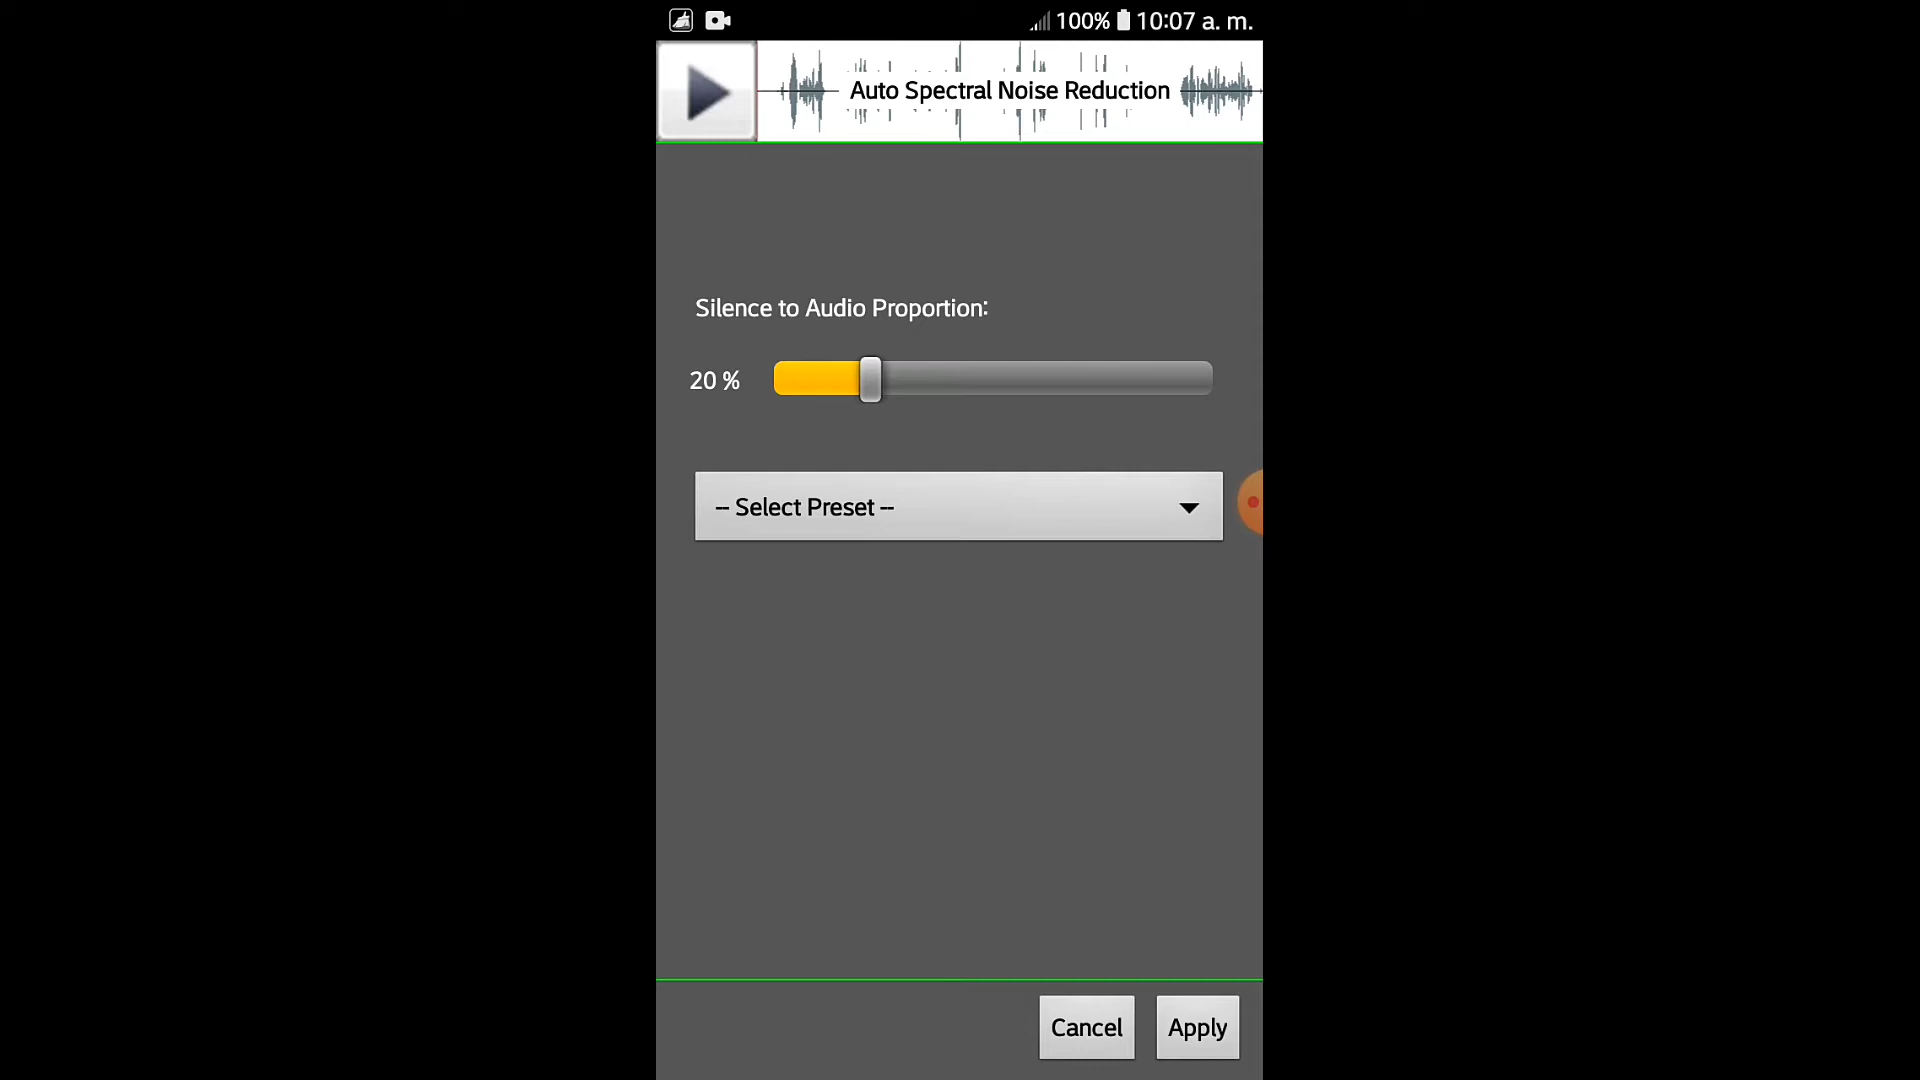 100% 10:07 a. m.
Auto Spectral Noise Reduction
Silence to Audio Proportion:
20 %
-- Select Preset --
Cancel Apply